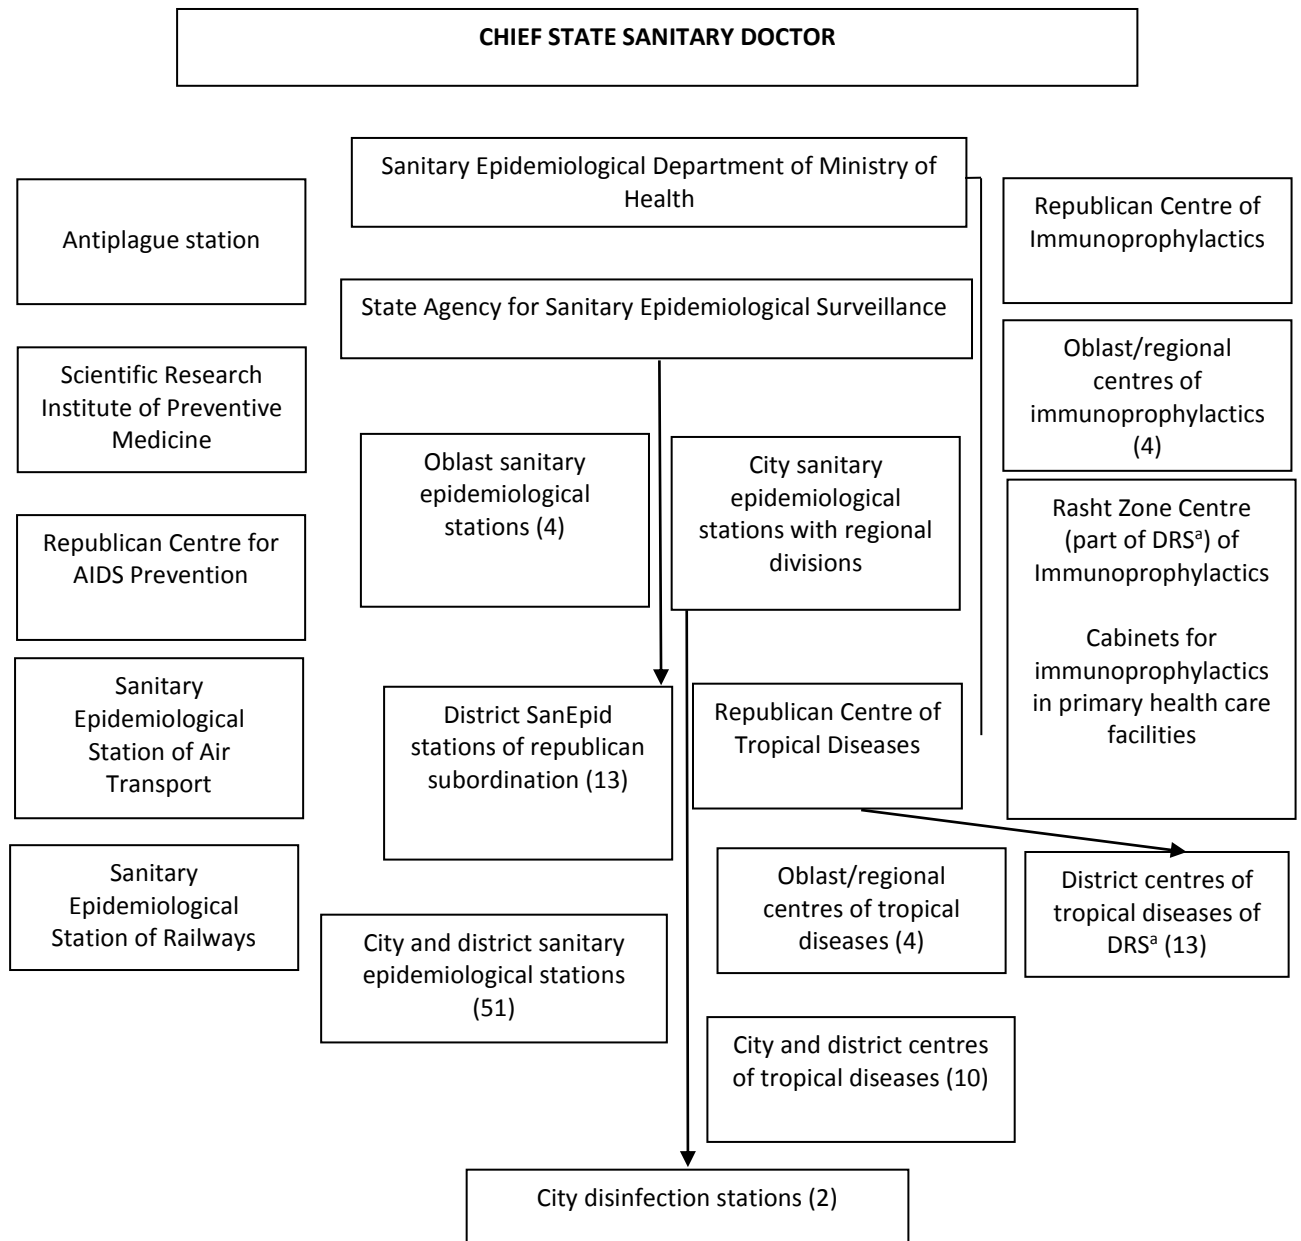 CHIEF STATE SANITARY DOCTOR
Sanitary Epidemiological Department of Ministry of
Health
Antiplague station
Republican Centre of
Immunoprophylactics
State Agency for Sanitary Epidemiological Surveillance
Scientific Research
Institute of Preventive
Medicine
Oblast/regional
centres of
immunoprophylactics
(4)
Oblast sanitary
epidemiological
stations (4)
City sanitary
epidemiological
stations with regional
divisions
Rasht Zone Centre
(part of DRSᵃ) of
Immunoprophylactics
Cabinets for
immunoprophylactics
in primary health care
facilities
Republican Centre for
AIDS Prevention
Sanitary
Epidemiological
Station of Air
Transport
District SanEpid
stations of republican
subordination (13)
Republican Centre of
Tropical Diseases
Sanitary
Epidemiological
Station of Railways
City and district sanitary
epidemiological stations
(51)
Oblast/regional
centres of tropical
diseases (4)
District centres of
tropical diseases of
DRSᵃ (13)
City and district centres
of tropical diseases (10)
City disinfection stations (2)